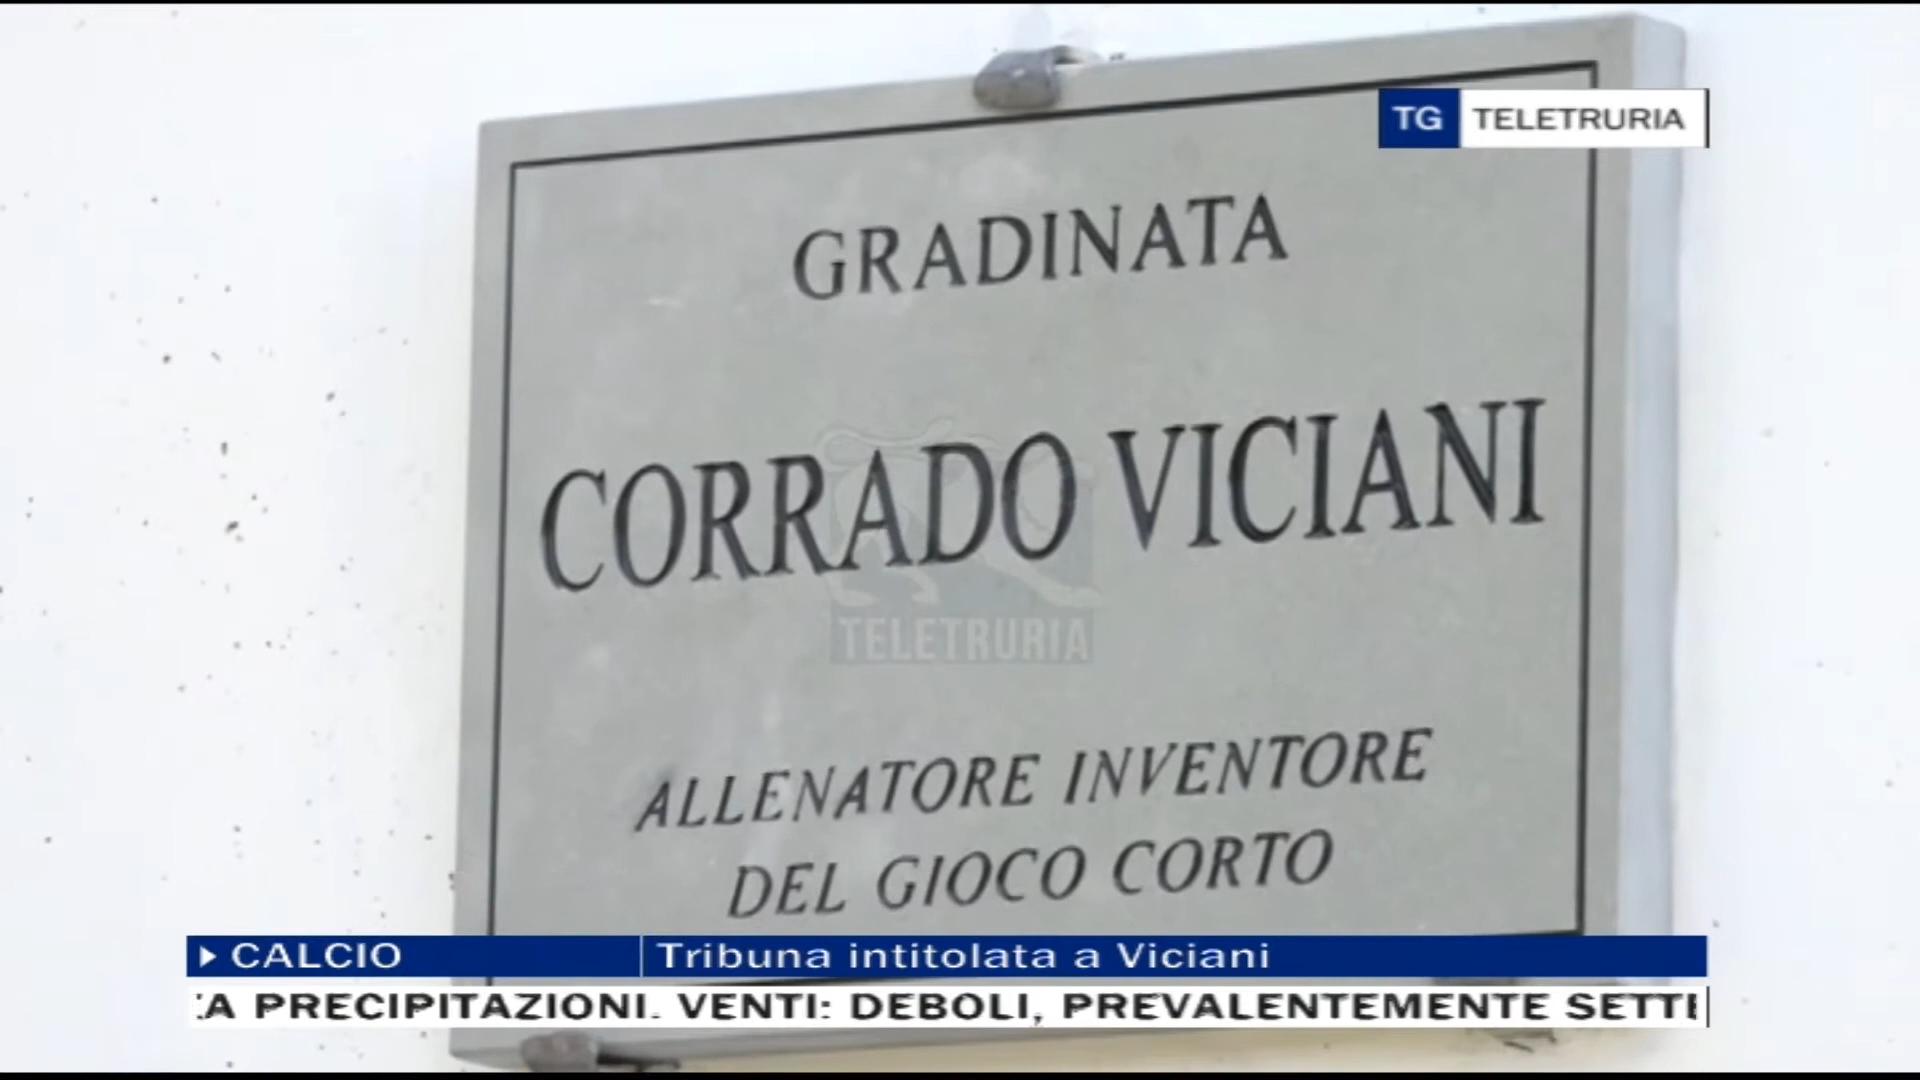 TG TELETRURIA
GRADINATA
CORRADO VICIANI
TELETRURIA
ALLENATORE INVENTORE
DEL GIOCO CORTO
CALCIO Tribuna intitolata a Viciani
PRECIPITAZIONI. VENTI: DEBOLI, PREVALENTEMENTE